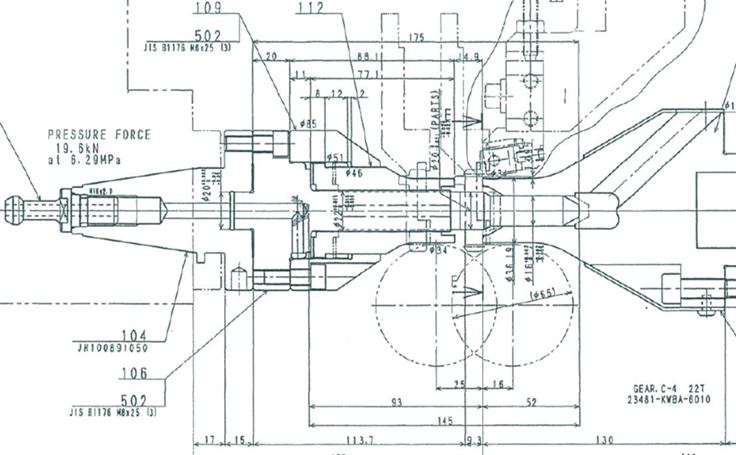 109
112
502
JIS B1176 M8x25 (3)
175
20
68.1
4.9
11
77.1
8
12
2
φ85
PRESSURE FORCE
19.6kN
at 6.29MPa
φ51
φ46
(PARTS)
φ34
φ36
φ16
(φ65)
104
JH100891050
106
502
JIS B1176 M8x25 (3)
25
16
GEAR.C-4 22T
23481-KWBA-6010
93
52
145
17
15
113.7
9.3
130